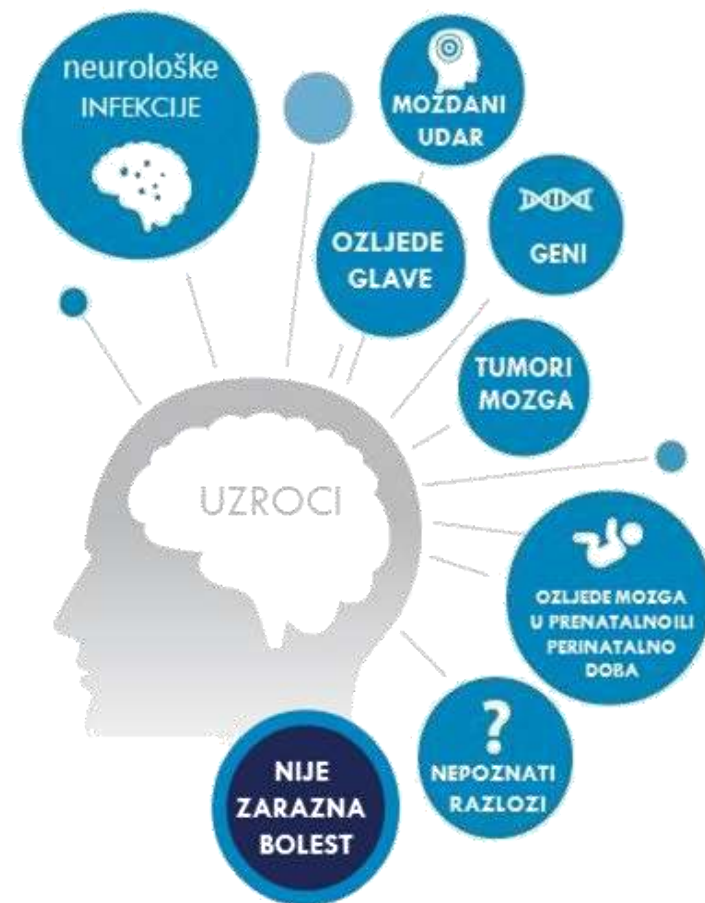 neurološke
INFEKCIJE
MOZDANI
UDAR
OZLJEDE
GLAVE
GENI
TUMORI
MOZGA
UZROCI
OZLJEDE MOZGA
U PRENATALNO ILI
PERINATALNO
DOBA
?
NEPOZNATI
RAZLOZI
NIJE
ZARAZNA
BOLEST